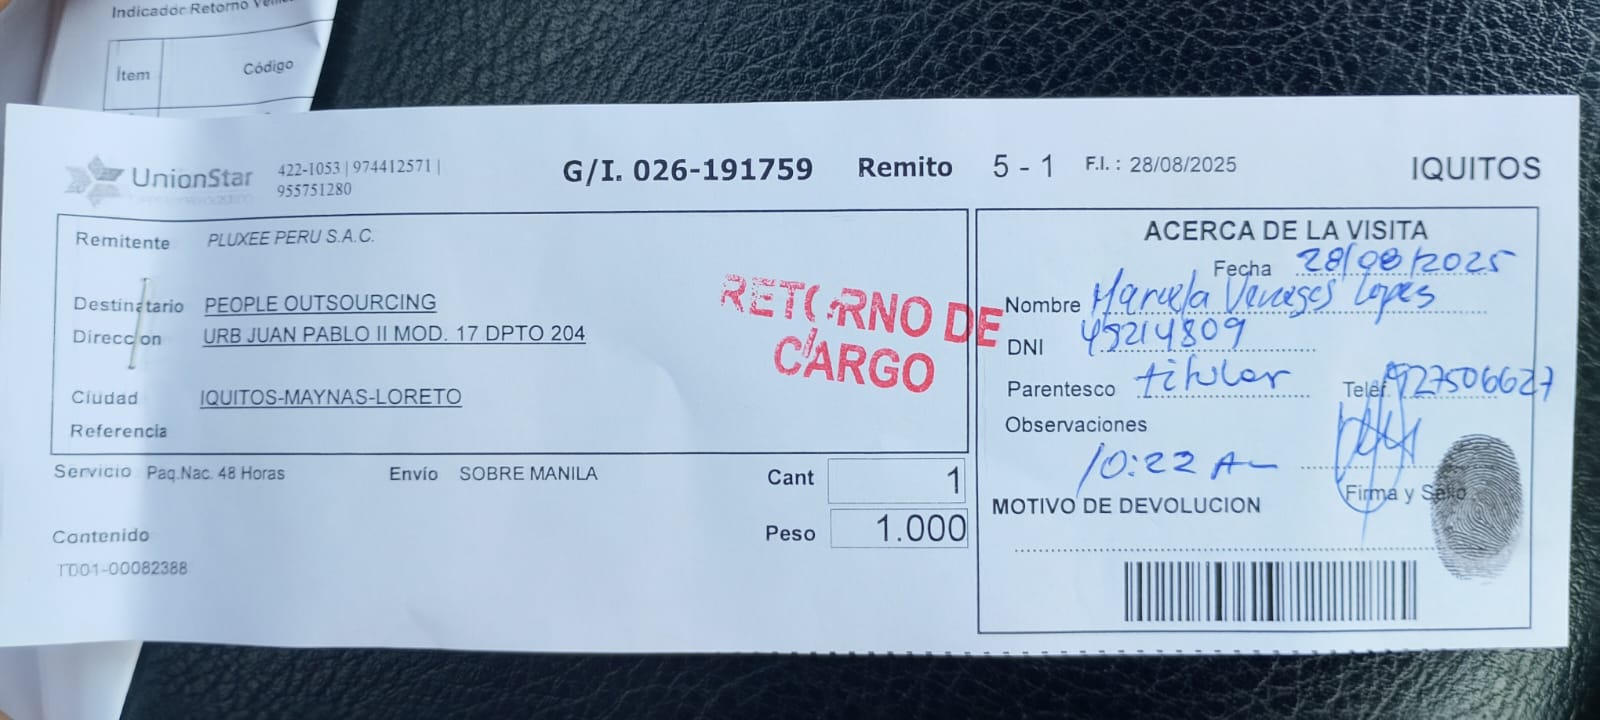 Indicador Retorno
Ítem
Código
UnionStar
422-1053 | 974412571 |
955751280
G/I. 026-191759 Remito 5 - 1 F.I. : 28/08/2025 IQUITOS
Remitente PLUXEE PERU S.A.C.
Destinatario PEOPLE OUTSOURCING
Direccion URB JUAN PABLO II MOD. 17 DPTO 204
Ciudad IQUITOS-MAYNAS-LORETO
Referencia
RETORNO DE
CARGO
Servicio Paq.Nac. 48 Horas Envío SOBRE MANILA Cant 1
Peso 1.000
Contenido
TD01-00082388
ACERCA DE LA VISITA
Fecha 28/08/2025
Nombre Lopes
DNI 45214809
Parentesco titular Telef. 927506627
Observaciones
10:22 A
Firma y Sello
MOTIVO DE DEVOLUCION